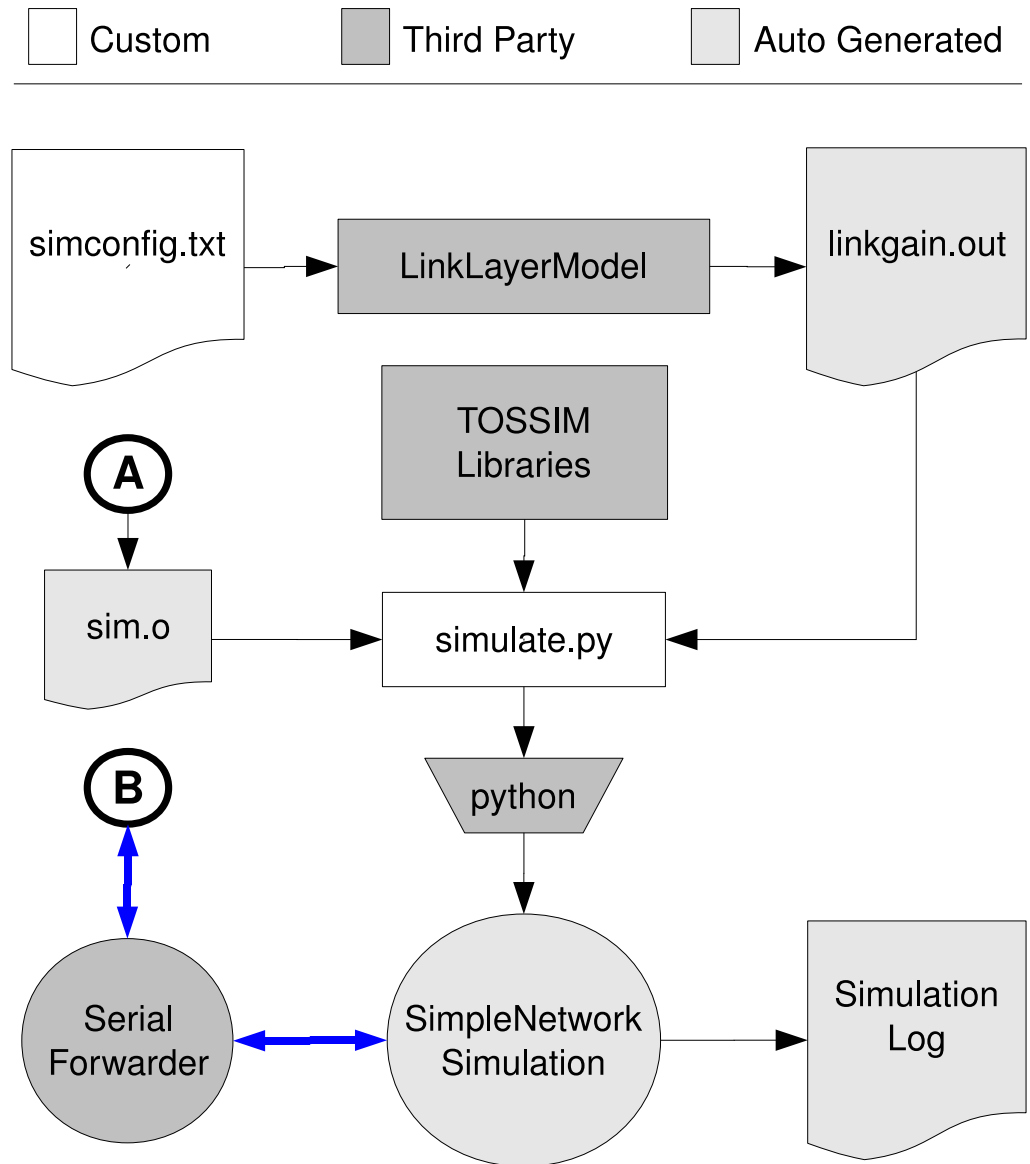 Custom
Third Party
Auto Generated
simconfig.txt
LinkLayerModel
linkgain.out
TOSSIM
Libraries
A
sim.o
simulate.py
B
python
Serial
Forwarder
SimpleNetwork
Simulation
Simulation
Log